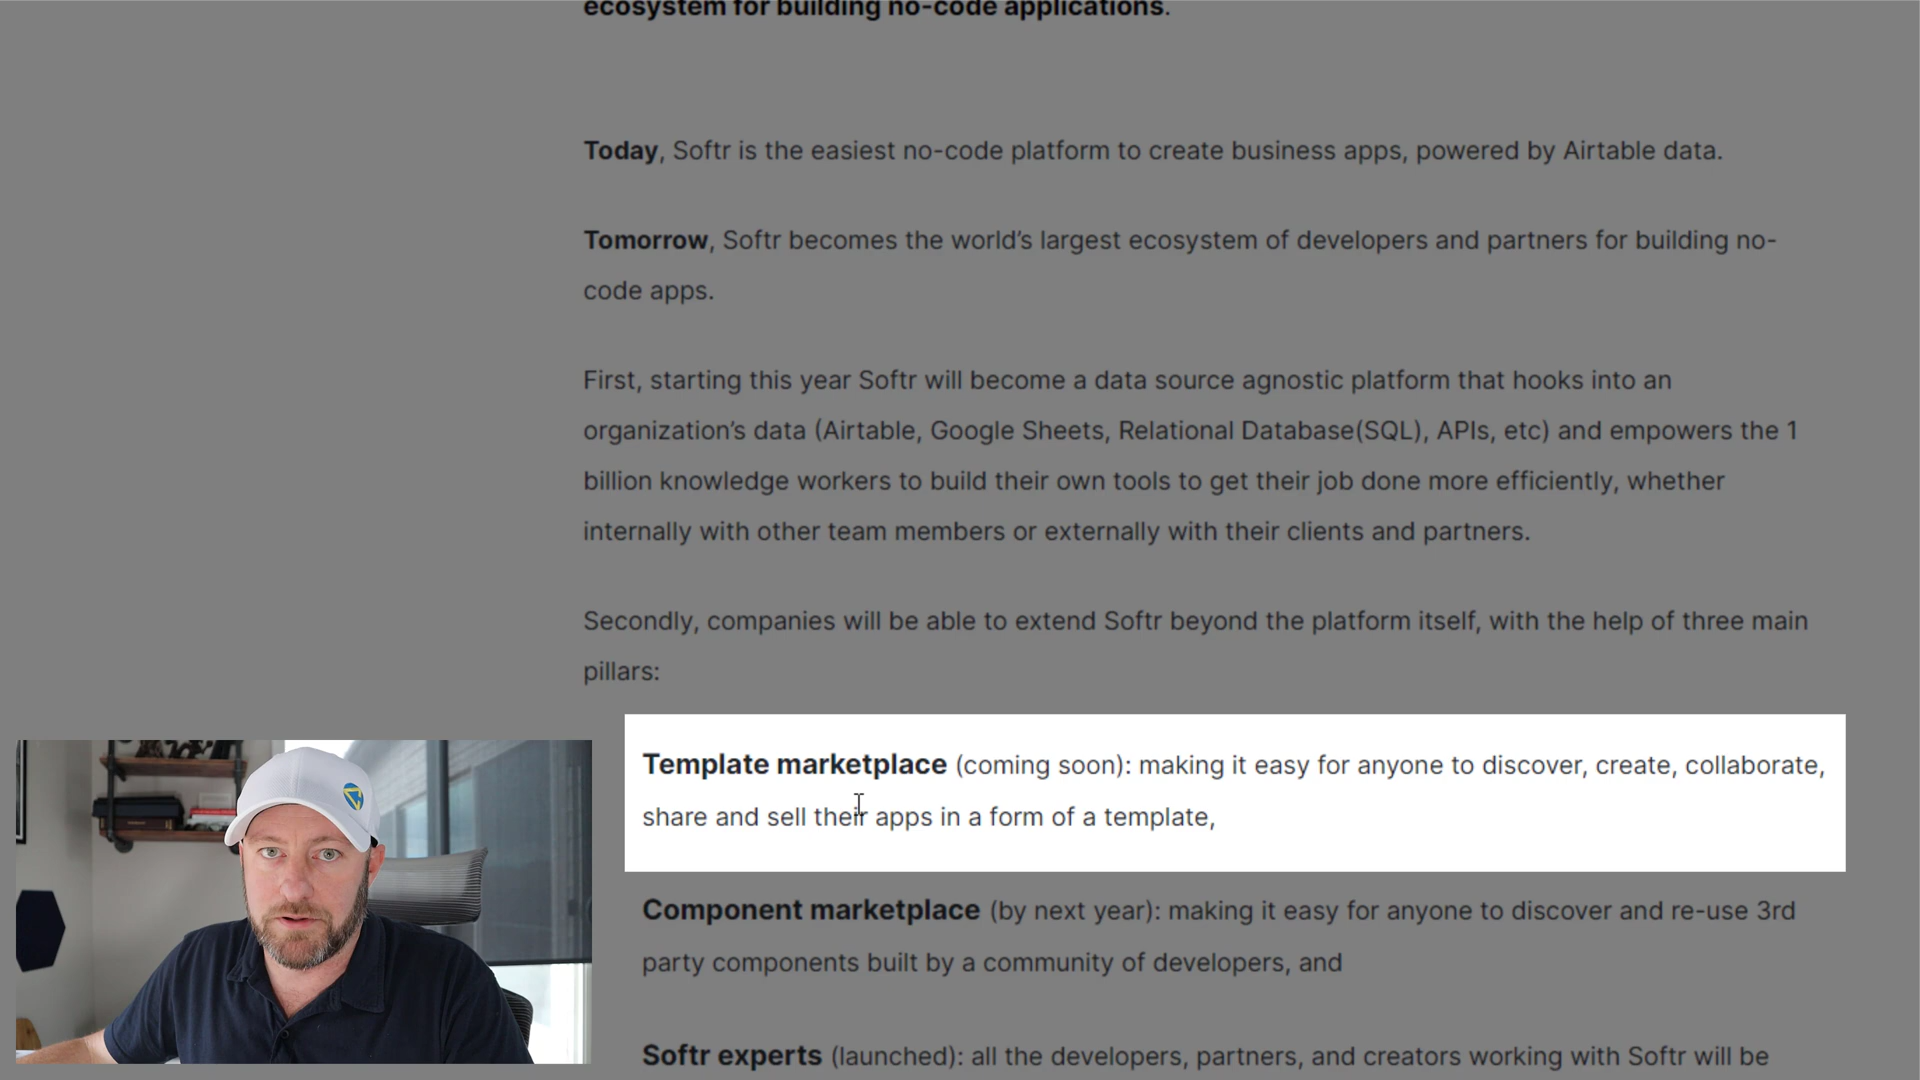 ecosystem for building no-code applications.
Today, Softr is the easiest no-code platform to create business apps, powered by Airtable data.
Tomorrow, Softr becomes the world’s largest ecosystem of developers and partners for building no-
code apps.
First, starting this year Softr will become a data source agnostic platform that hooks into an
organization’s data (Airtable, Google Sheets, Relational Database(SQL), APIs, etc) and empowers the 1
billion knowledge workers to build their own tools to get their job done more efficiently, whether
internally with other team members or externally with their clients and partners.
Secondly, companies will be able to extend Softr beyond the platform itself, with the help of three main
pillars:
Template marketplace (coming soon): making it easy for anyone to discover, create, collaborate,
share and sell their apps in a form of a template,
Component marketplace (by next year): making it easy for anyone to discover and re-use 3rd
party components built by a community of developers, and
Softr experts (launched): all the developers, partners, and creators working with Softr will be